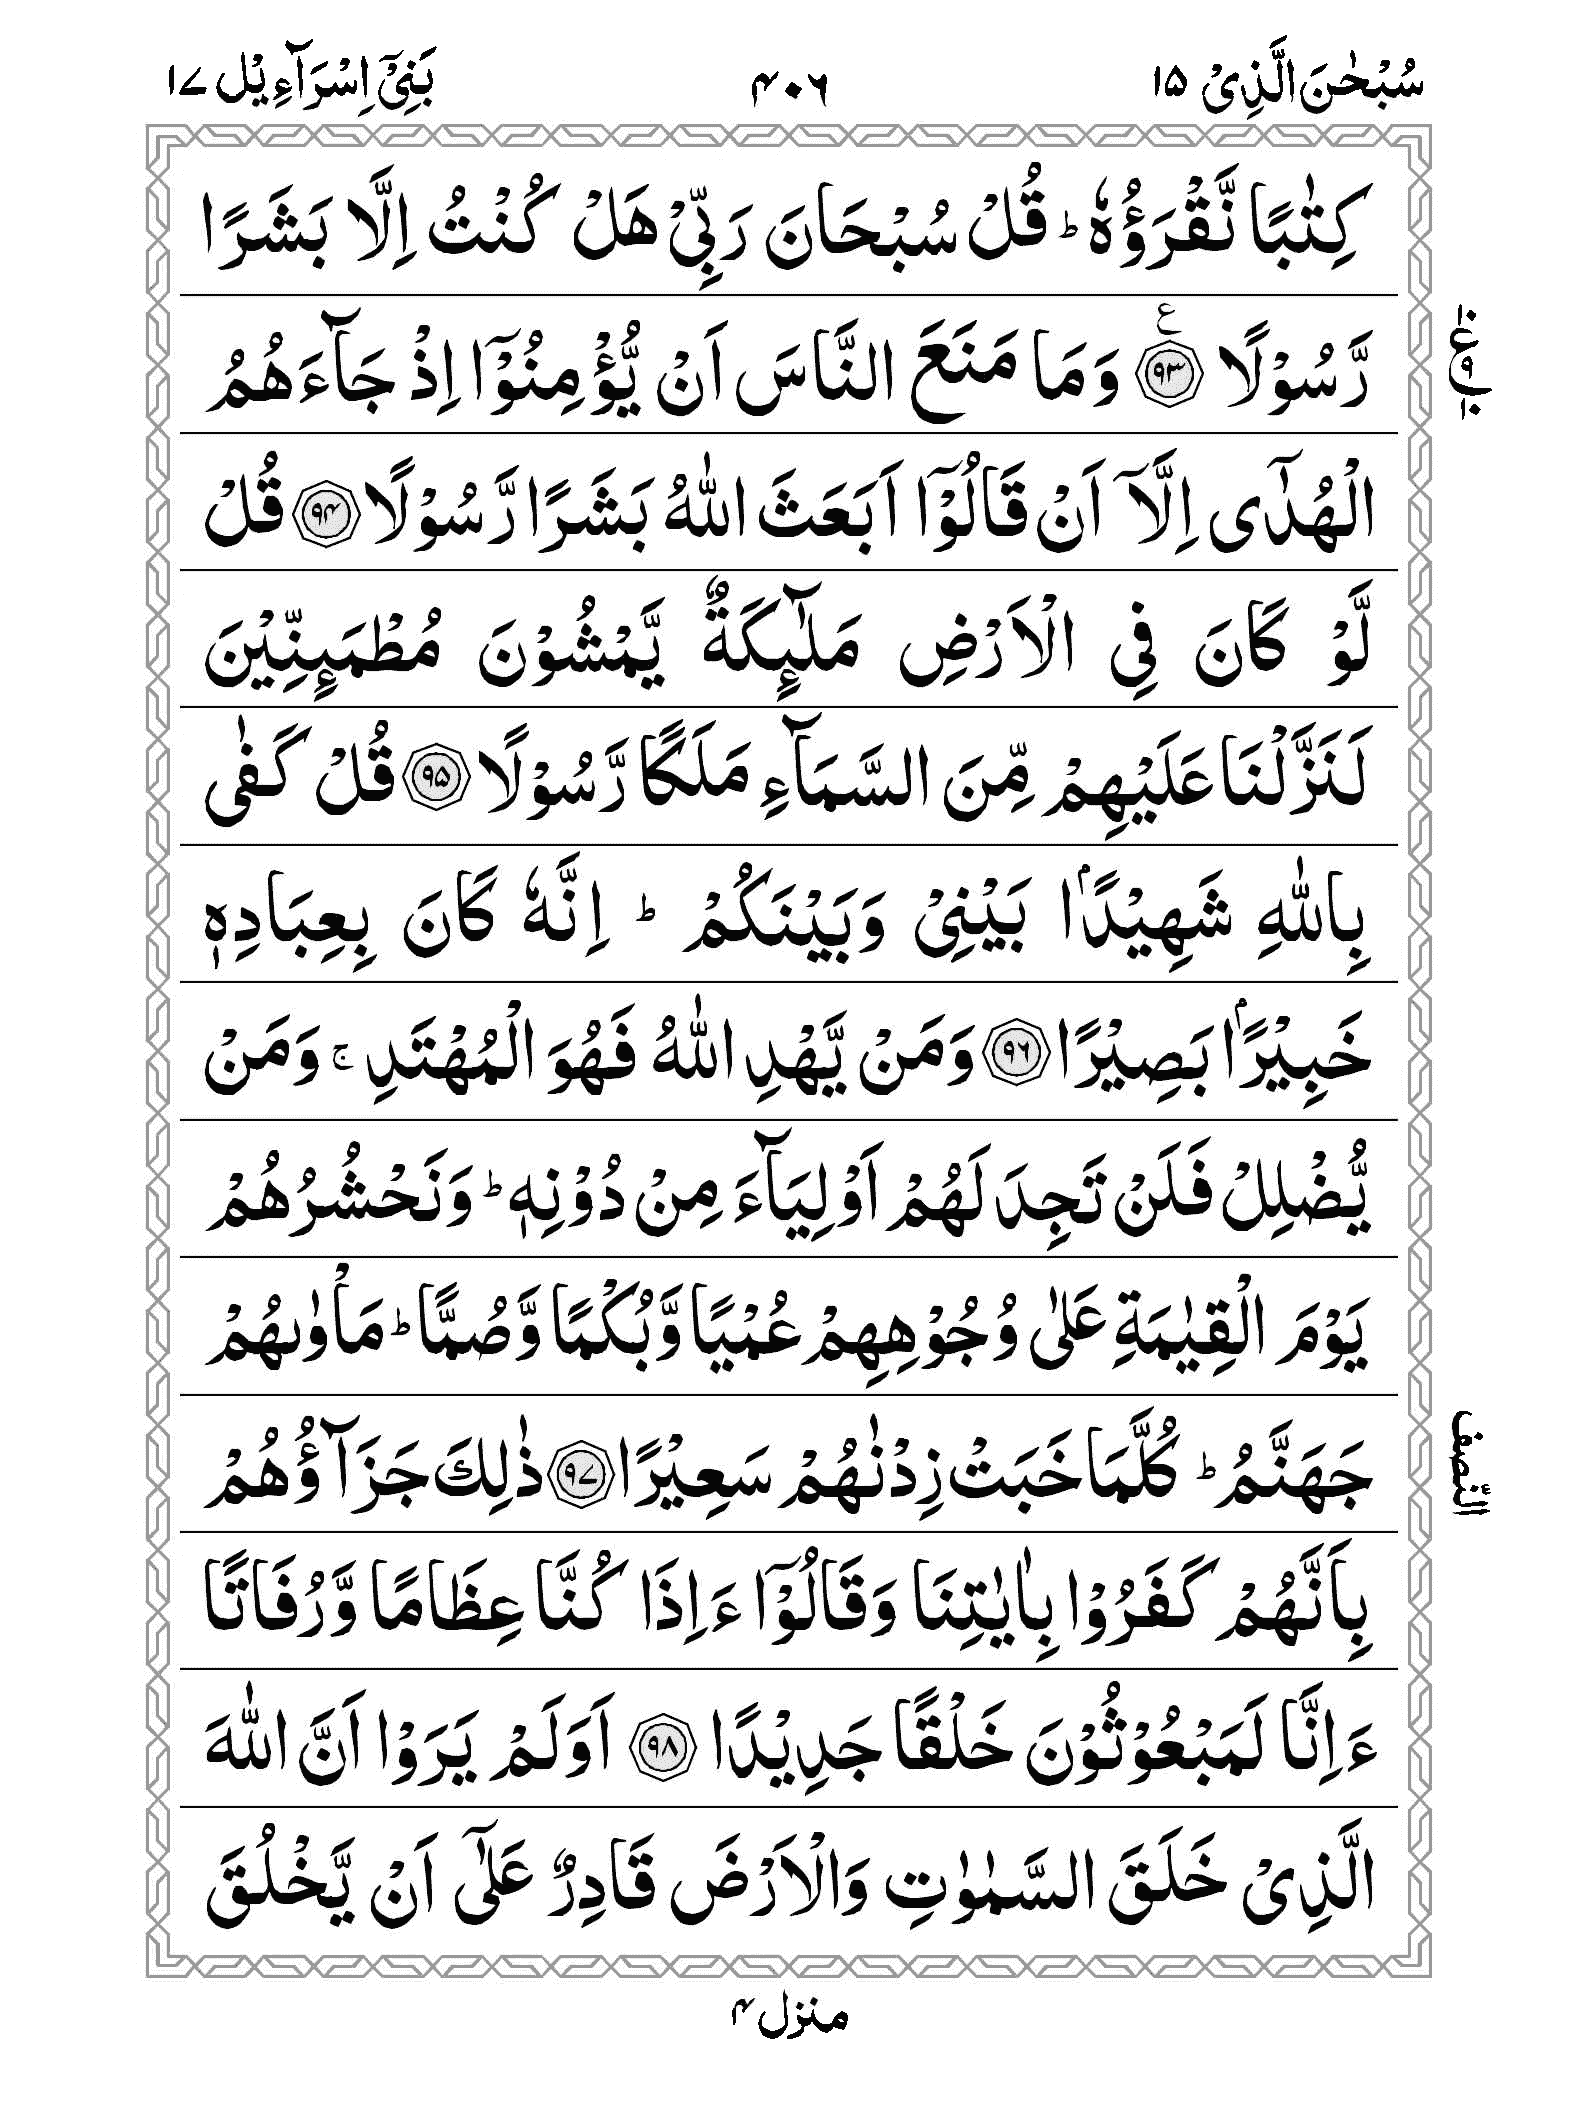 سُبْحٰنَ الَّذِیْ ۱۵
۴۰۶
بَنِیْۤ اِسْرَآءِیْل ۱۷
كِتٰبًا نَّقْرَؤُهٗ ؕ قُلْ سُبْحَانَ رَبِّیْ هَلْ كُنْتُ اِلَّا بَشَرًا
رَّسُوْلًا ۹۳ ع وَمَا مَنَعَ النَّاسَ اَنْ یُّؤْمِنُوْۤا اِذْ جَآءَهُمُ
الْهُدٰۤی اِلَّاۤ اَنْ قَالُوْۤا اَبَعَثَ اللّٰهُ بَشَرًا رَّسُوْلًا ۹۴ قُلْ
لَّوْ كَانَ فِی الْاَرْضِ مَلٰٓىِٕكَةٌ یَّمْشُوْنَ مُطْمَىِٕنِّیْنَ
لَنَزَّلْنَا عَلَیْهِمْ مِّنَ السَّمَآءِ مَلَكًا رَّسُوْلًا ۹۵ قُلْ كَفٰی
بِاللّٰهِ شَهِیْدًۢا بَیْنِیْ وَبَیْنَكُمْ ؕ اِنَّهٗ كَانَ بِعِبَادِهٖ
خَبِیْرًۢا بَصِیْرًا ۹۶ وَمَنْ یَّهْدِ اللّٰهُ فَهُوَ الْمُهْتَدِ ۚ وَمَنْ
یُّضْلِلْ فَلَنْ تَجِدَ لَهُمْ اَوْلِیَآءَ مِنْ دُوْنِهٖ ؕ وَنَحْشُرُهُمْ
یَوْمَ الْقِیٰمَةِ عَلٰی وُجُوْهِهِمْ عُمْیًا وَّبُكْمًا وَّصُمًّا ؕ مَاْوٰىهُمْ
جَهَنَّمُ ؕ كُلَّمَا خَبَتْ زِدْنٰهُمْ سَعِیْرًا ۹۷ ذٰلِكَ جَزَآؤُهُمْ
النّصف
بِاَنَّهُمْ كَفَرُوْا بِاٰیٰتِنَا وَقَالُوْۤا ءَاِذَا كُنَّا عِظَامًا وَّرُفَاتًا
ءَاِنَّا لَمَبْعُوْثُوْنَ خَلْقًا جَدِیْدًا ۹۸ اَوَلَمْ یَرَوْا اَنَّ اللّٰهَ
الَّذِیْ خَلَقَ السَّمٰوٰتِ وَالْاَرْضَ قَادِرٌ عَلٰۤی اَنْ یَّخْلُقَ
منزل ۴